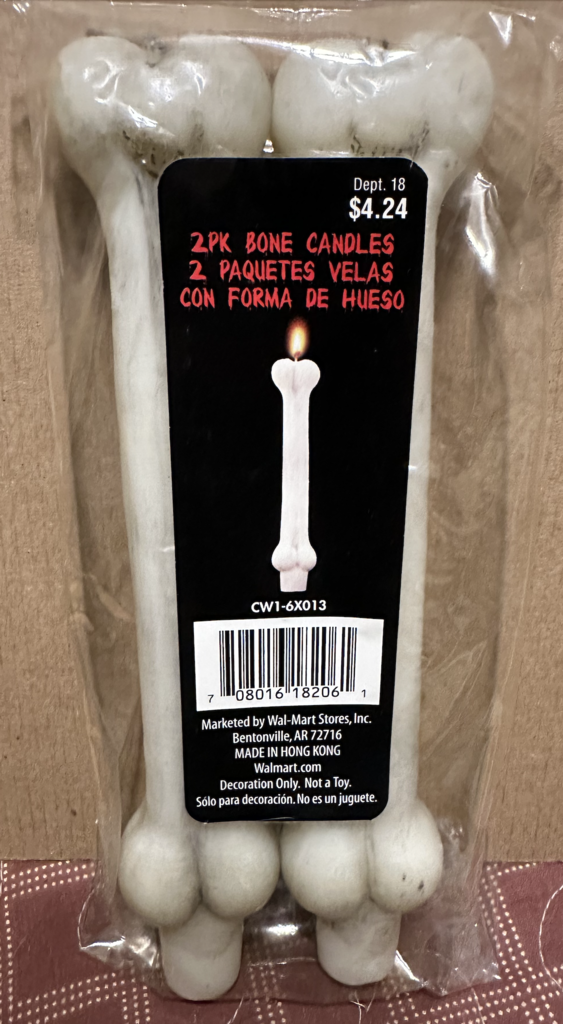 Dept. 18
$4.24
2PK BONE CANDLES
2 PAQUETES VELAS
CON FORMA DE HUESO
CW1-6X013
7 08016 18206 1
Marketed by Wal-Mart Stores, Inc.
Bentonville, AR 72716
MADE IN HONG KONG
Walmart.com
Decoration Only. Not a Toy.
Sólo para decoración. No es un juguete.